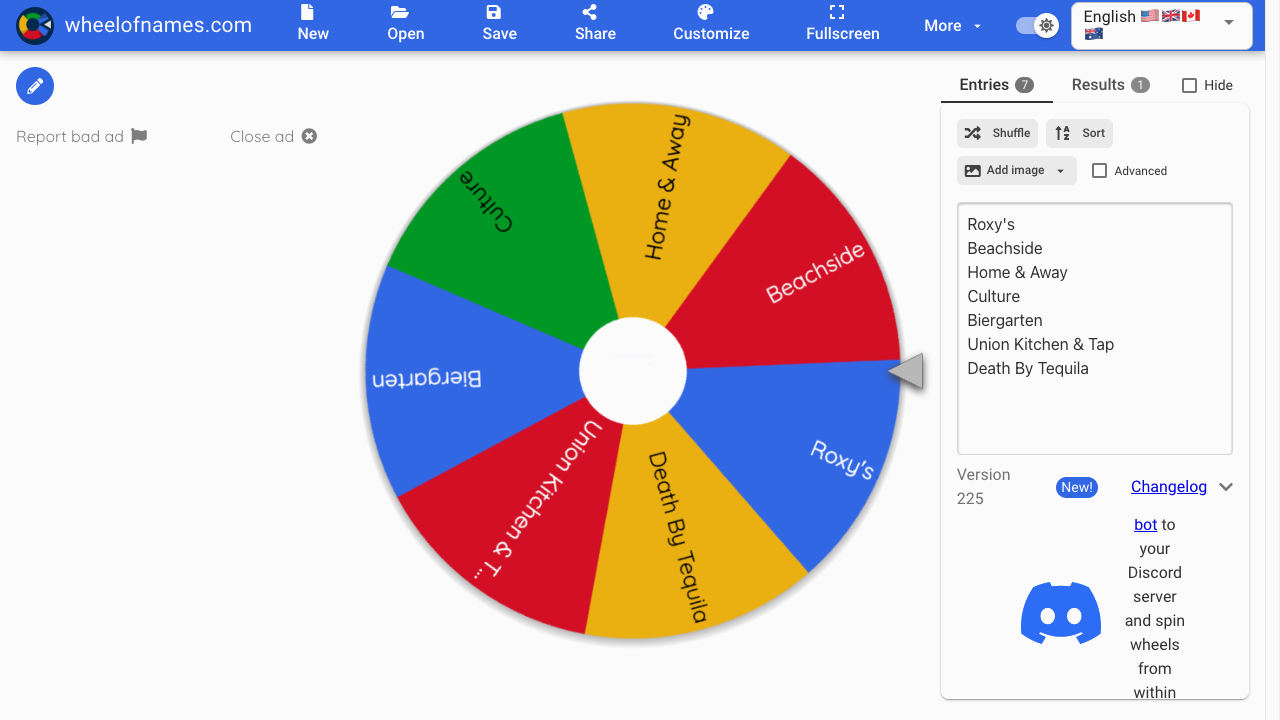 wheelofnames.com
New
Open
Save
Share
Customize
Fullscreen
More
English 🇺🇸🇬🇧🇨🇦
🇦🇺
Report bad ad
Close ad
Entries 7
Results 1
Hide
Shuffle
Sort
Add image
Advanced
Roxy's
Beachside
Home & Away
Culture
Biergarten
Union Kitchen & Tap
Death By Tequila
Version
225
New!
Changelog
bot to
your
Discord
server
and spin
wheels
from
within
Home & Away
Beachside
Roxy's
Death By Tequila
Union Kitchen & T...
Biergarten
Culture